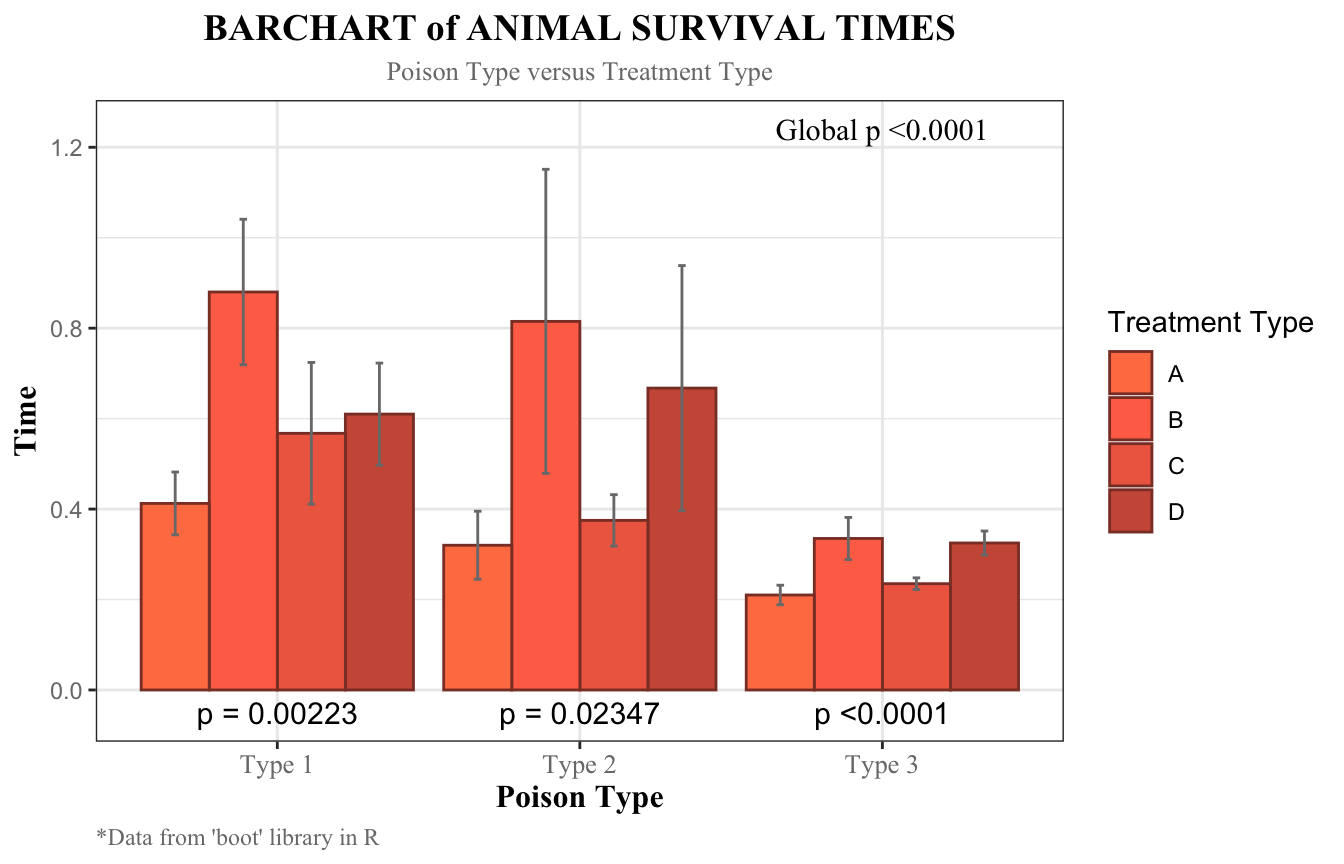 BARCHART of ANIMAL SURVIVAL TIMES
Poison Type versus Treatment Type
Global p <0.0001
1.2
0.8
0.4
0.0
Time
p = 0.00223
p = 0.02347
p <0.0001
Type 1
Type 2
Type 3
Poison Type
*Data from 'boot' library in R
Treatment Type
A
B
C
D